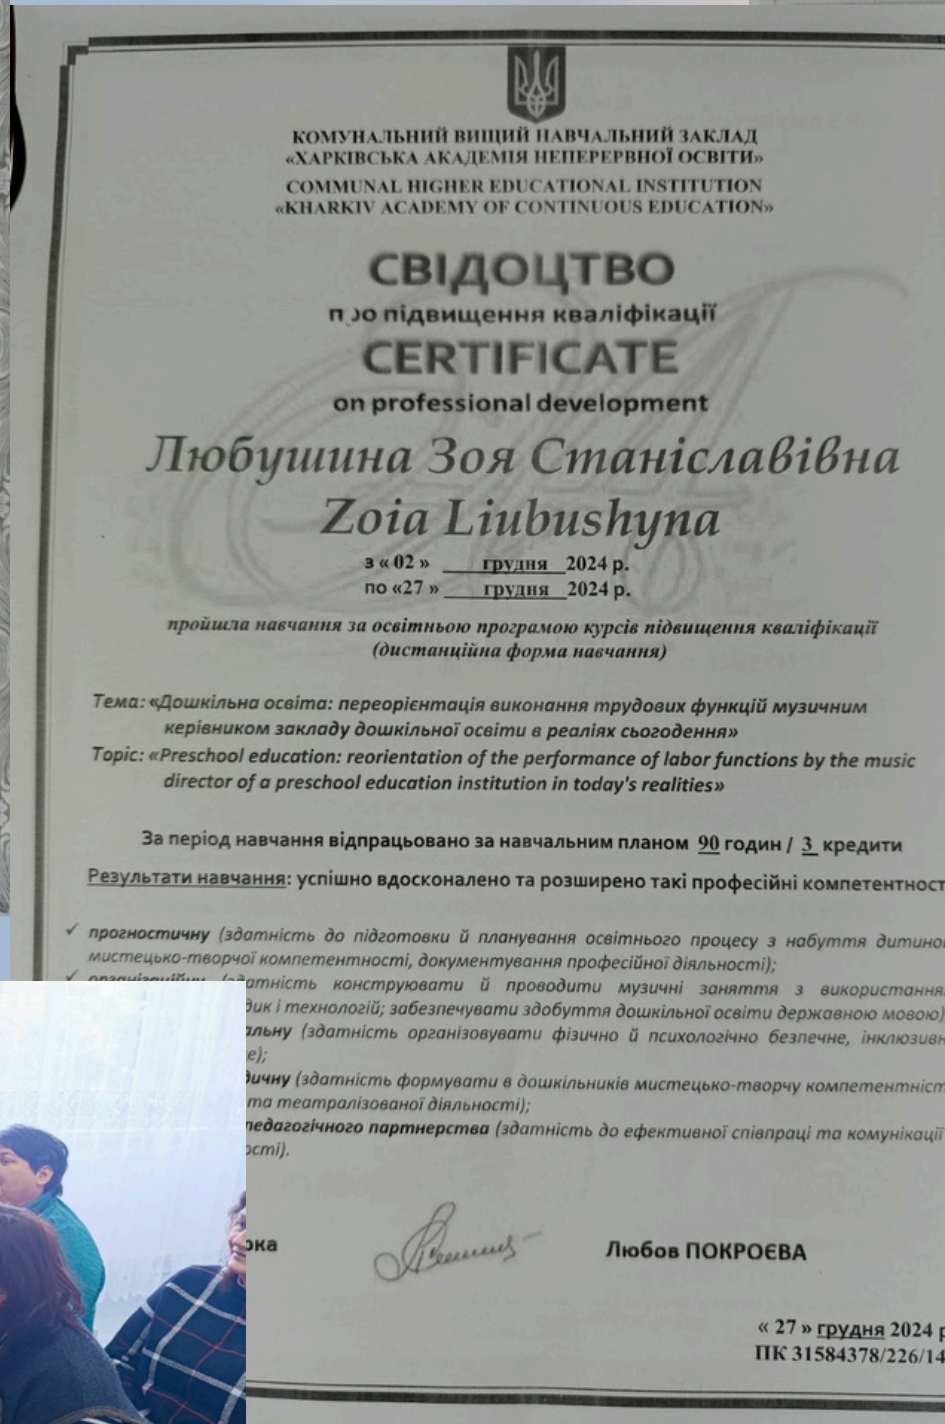 КОМУНАЛЬНИЙ ВИЩИЙ НАВЧАЛЬНИЙ ЗАКЛАД
«ХАРКІВСЬКА АКАДЕМІЯ НЕПЕРЕРВНОЇ ОСВІТИ»
COMMUNAL HIGHER EDUCATIONAL INSTITUTION
«KHARKIV ACADEMY OF CONTINUOUS EDUCATION»
СВІДОЦТВО
про підвищення кваліфікації
CERTIFICATE
on professional development
Любушина Зоя Станіславівна
Zoia Liubushyna
з « 02 » грудня 2024 р.
по «27 » грудня 2024 р.
пройшла навчання за освітньою програмою курсів підвищення кваліфікації
(дистанційна форма навчання)
Тема: «Дошкільна освіта: переорієнтація виконання трудових функцій музичним
керівником закладу дошкільної освіти в реаліях сьогодення»
Topic: «Preschool education: reorientation of the performance of labor functions by the music
director of a preschool education institution in today's realities»
За період навчання відпрацьовано за навчальним планом 90 годин / 3 кредити
Результати навчання: успішно вдосконалено та розширено такі професійні компетентност
✓ прогностичну (здатність до підготовки й планування освітнього процесу з набуття дитино
мистецько-творчої компетентності, документування професійної діяльності);
✓ організаційну (здатність конструювати й проводити музичні заняття з використання
дик і технологій; забезпечувати здобуття дошкільної освіти державною мовою)
альну (здатність організовувати фізично й психологічно безпечне, інклюзивн
е);
дичну (здатність формувати в дошкільників мистецько-творчу компетентніст
та театралізованої діяльності);
педагогічного партнерства (здатність до ефективної співпраці та комунікації
ості).
рка Любов ПОКРОЄВА
« 27 » грудня 2024 р
ПК 31584378/226/14